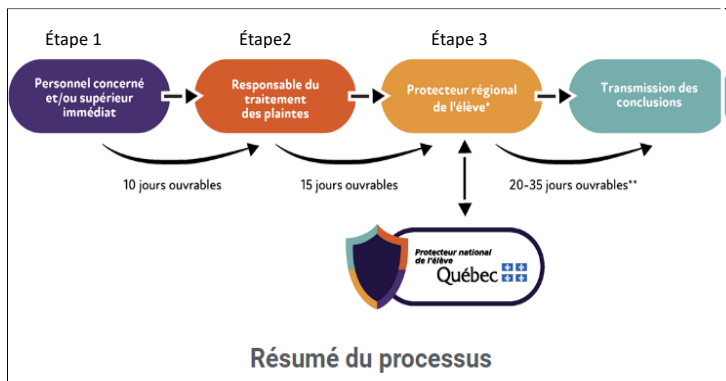 Étape 1
Étape2
Étape 3
Personnel concerné
et/ou supérieur
immédiat
Responsable du
traitement
des plaintes
Protecteur régional
de l'élève*
Transmission des
conclusions
10 jours ouvrables
15 jours ouvrables
20-35 jours ouvrables**
Protecteur national
de l'élève
Québec
Résumé du processus